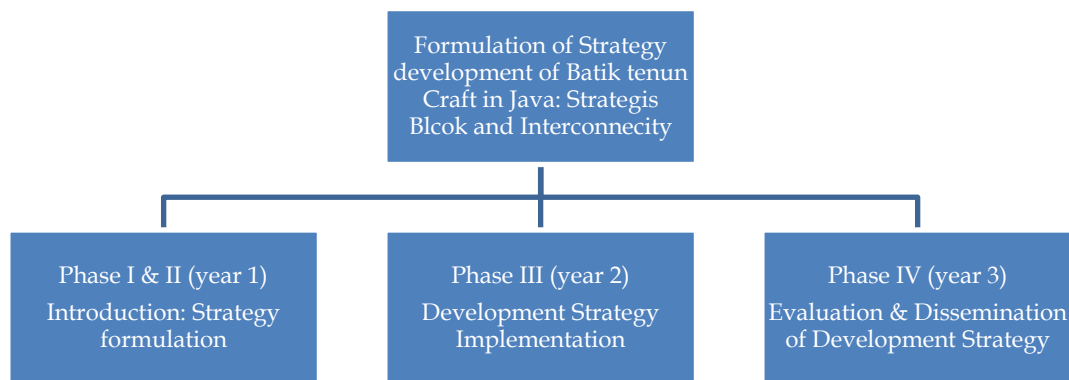 Formulation of Strategy
development of Batik tenun
Craft in Java: Strategis
Blcok and Interconnecity
Phase I & II (year 1)
Introduction: Strategy
formulation
Phase III (year 2)
Development Strategy
Implementation
Phase IV (year 3)
Evaluation & Dissemination
of Development Strategy